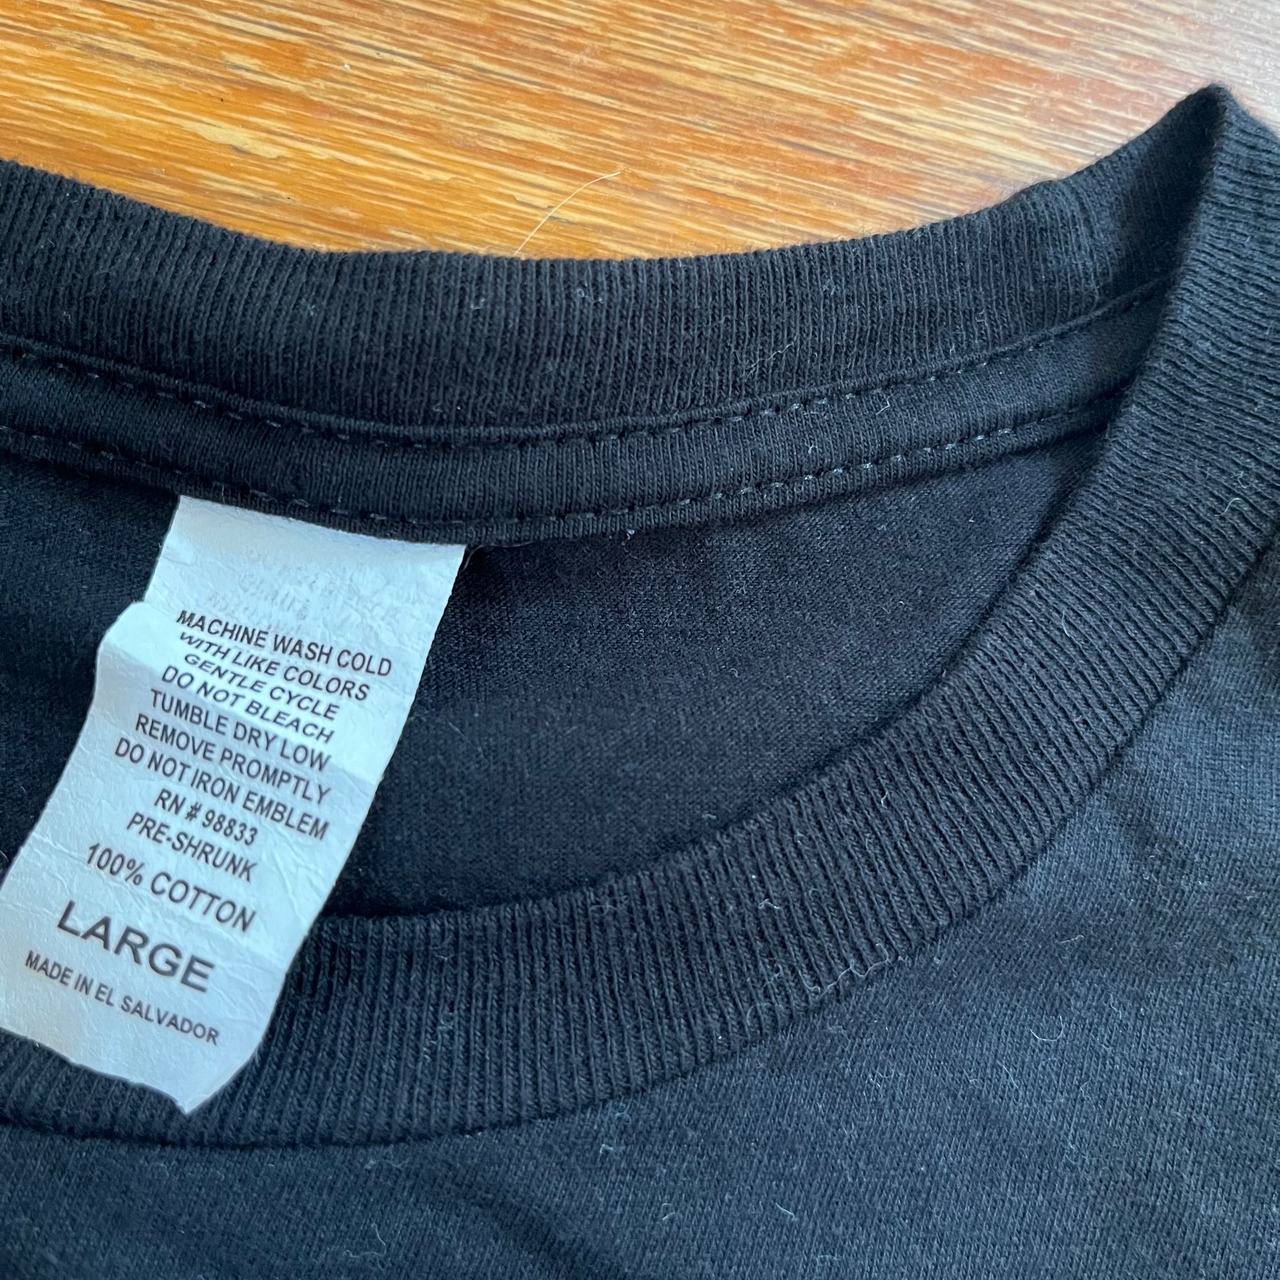 MACHINE WASH COLD
WITH LIKE COLORS
GENTLE CYCLE
DO NOT BLEACH
TUMBLE DRY LOW
REMOVE PROMPTLY
DO NOT IRON EMBLEM
RN # 98833
PRE-SHRUNK
100% COTTON
LARGE
MADE IN EL SALVADOR